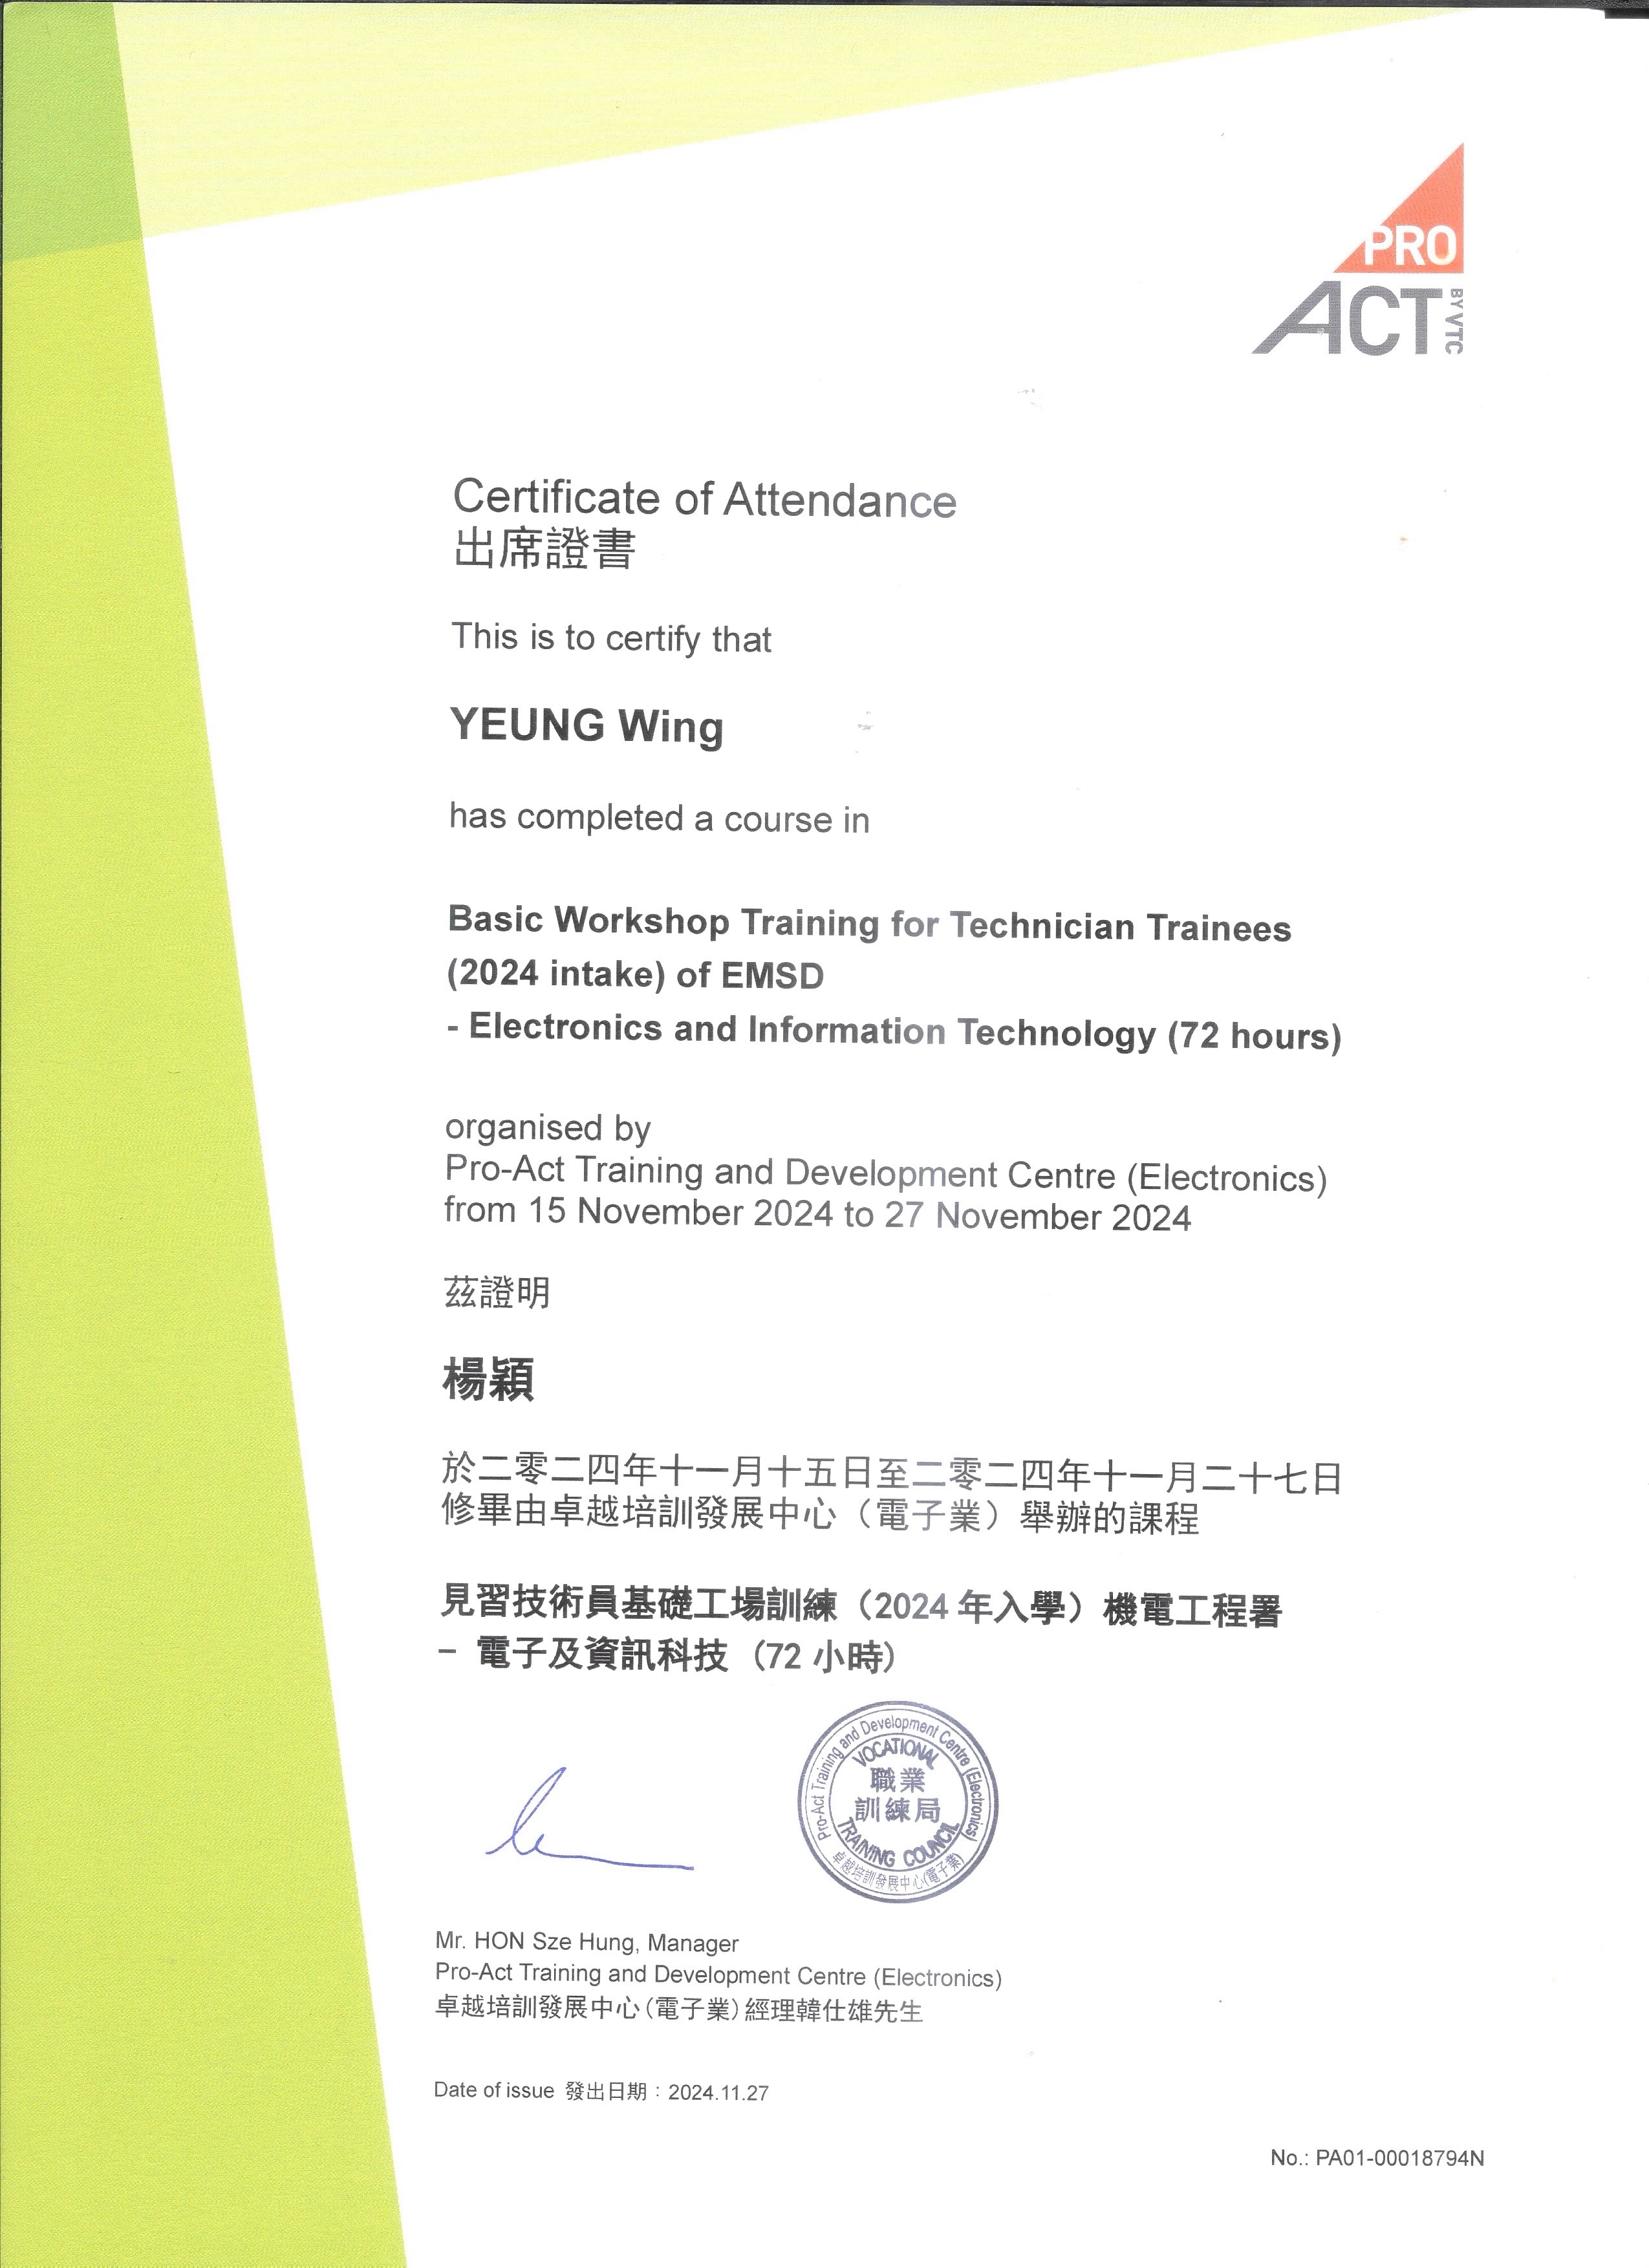 PRO
ACT BY VTC
Certificate of Attendance
出席證書
This is to certify that
YEUNG Wing
has completed a course in
Basic Workshop Training for Technician Trainees
(2024 intake) of EMSD
- Electronics and Information Technology (72 hours)
organised by
Pro-Act Training and Development Centre (Electronics)
from 15 November 2024 to 27 November 2024
茲證明
楊穎
於二零二四年十一月十五日至二零二四年十一月二十七日
修畢由卓越培訓發展中心（電子業）舉辦的課程
見習技術員基礎工場訓練（2024 年入學）機電工程署
– 電子及資訊科技 （72 小時）
Pro-Act Training and Development Centre (Electronics)
VOCATIONAL
職業
訓練局
TRAINING COUNCIL
卓越培訓發展中心(電子業)
Mr. HON Sze Hung, Manager
Pro-Act Training and Development Centre (Electronics)
卓越培訓發展中心(電子業)經理韓仕雄先生
Date of issue 發出日期：2024.11.27
No.: PA01-00018794N